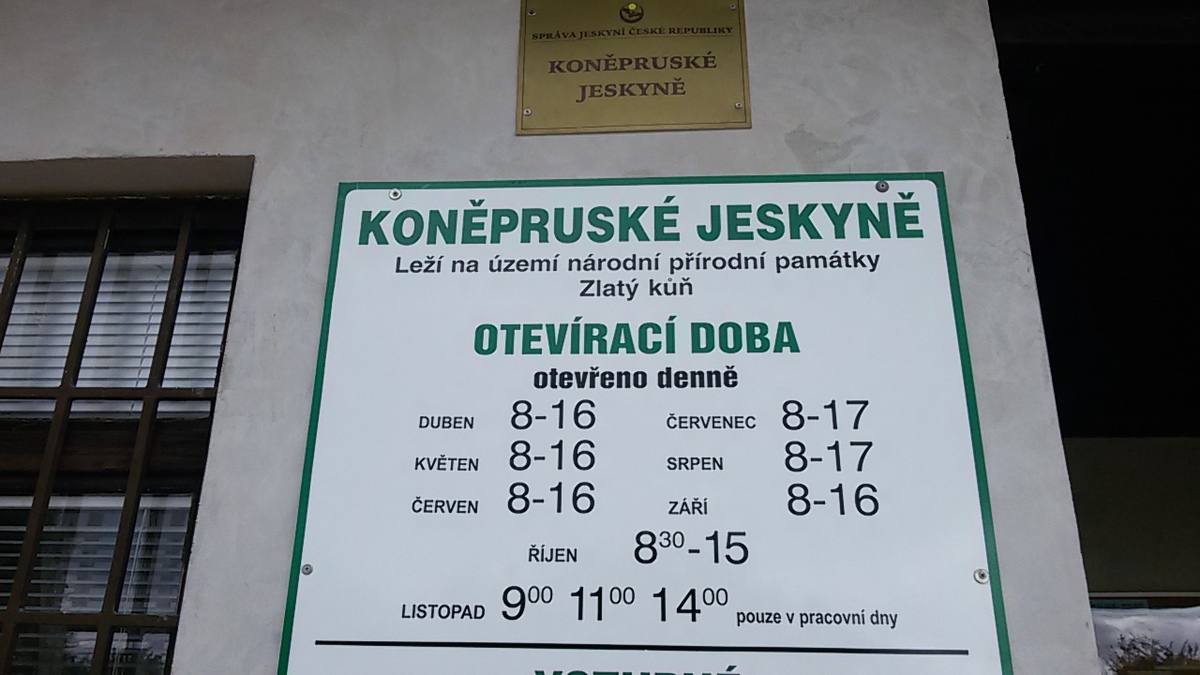 SPRÁVA JESKYNÍ ČESKÉ REPUBLIKY
KONĚPRUSKÉ
JESKYNĚ
KONĚPRUSKÉ JESKYNĚ
Leží na území národní přírodní památky
Zlatý kůň
OTEVÍRACÍ DOBA
otevřeno denně
DUBEN 8-16 ČERVENEC 8-17
KVĚTEN 8-16 SRPEN 8-17
ČERVEN 8-16 ZÁŘÍ 8-16
ŘÍJEN 8³⁰-15
LISTOPAD 9⁰⁰ 11⁰⁰ 14⁰⁰ pouze v pracovní dny